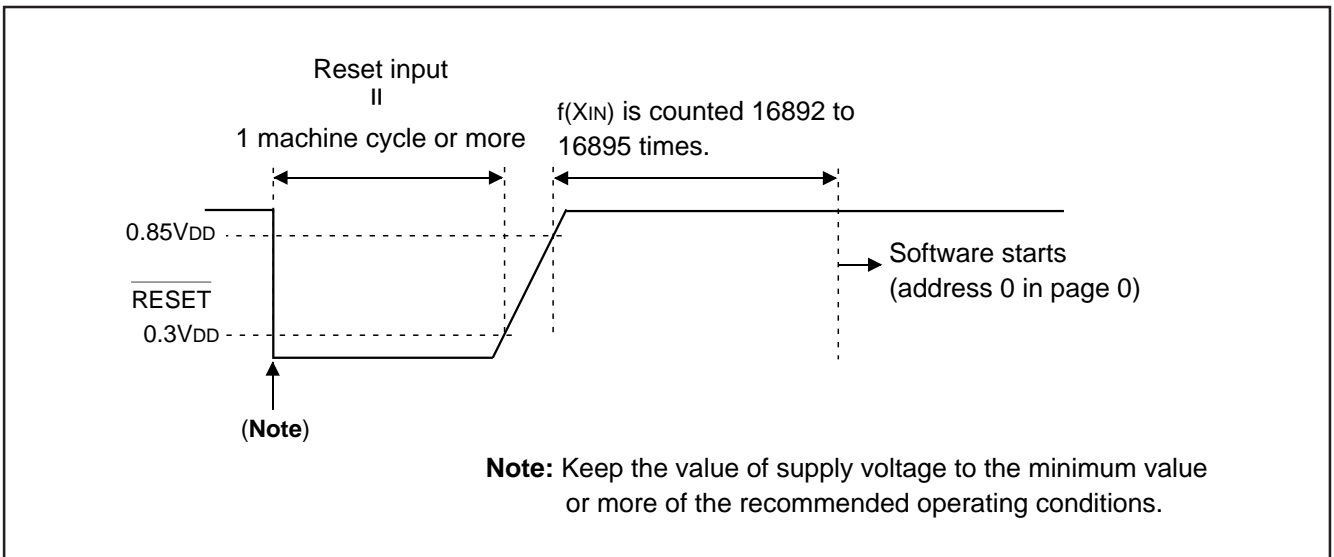 Reset input
=
1 machine cycle or more
f(XIN) is counted 16892 to
16895 times.
0.85VDD
RESET
0.3VDD
Software starts
(address 0 in page 0)
(Note)
Note: Keep the value of supply voltage to the minimum value
or more of the recommended operating conditions.